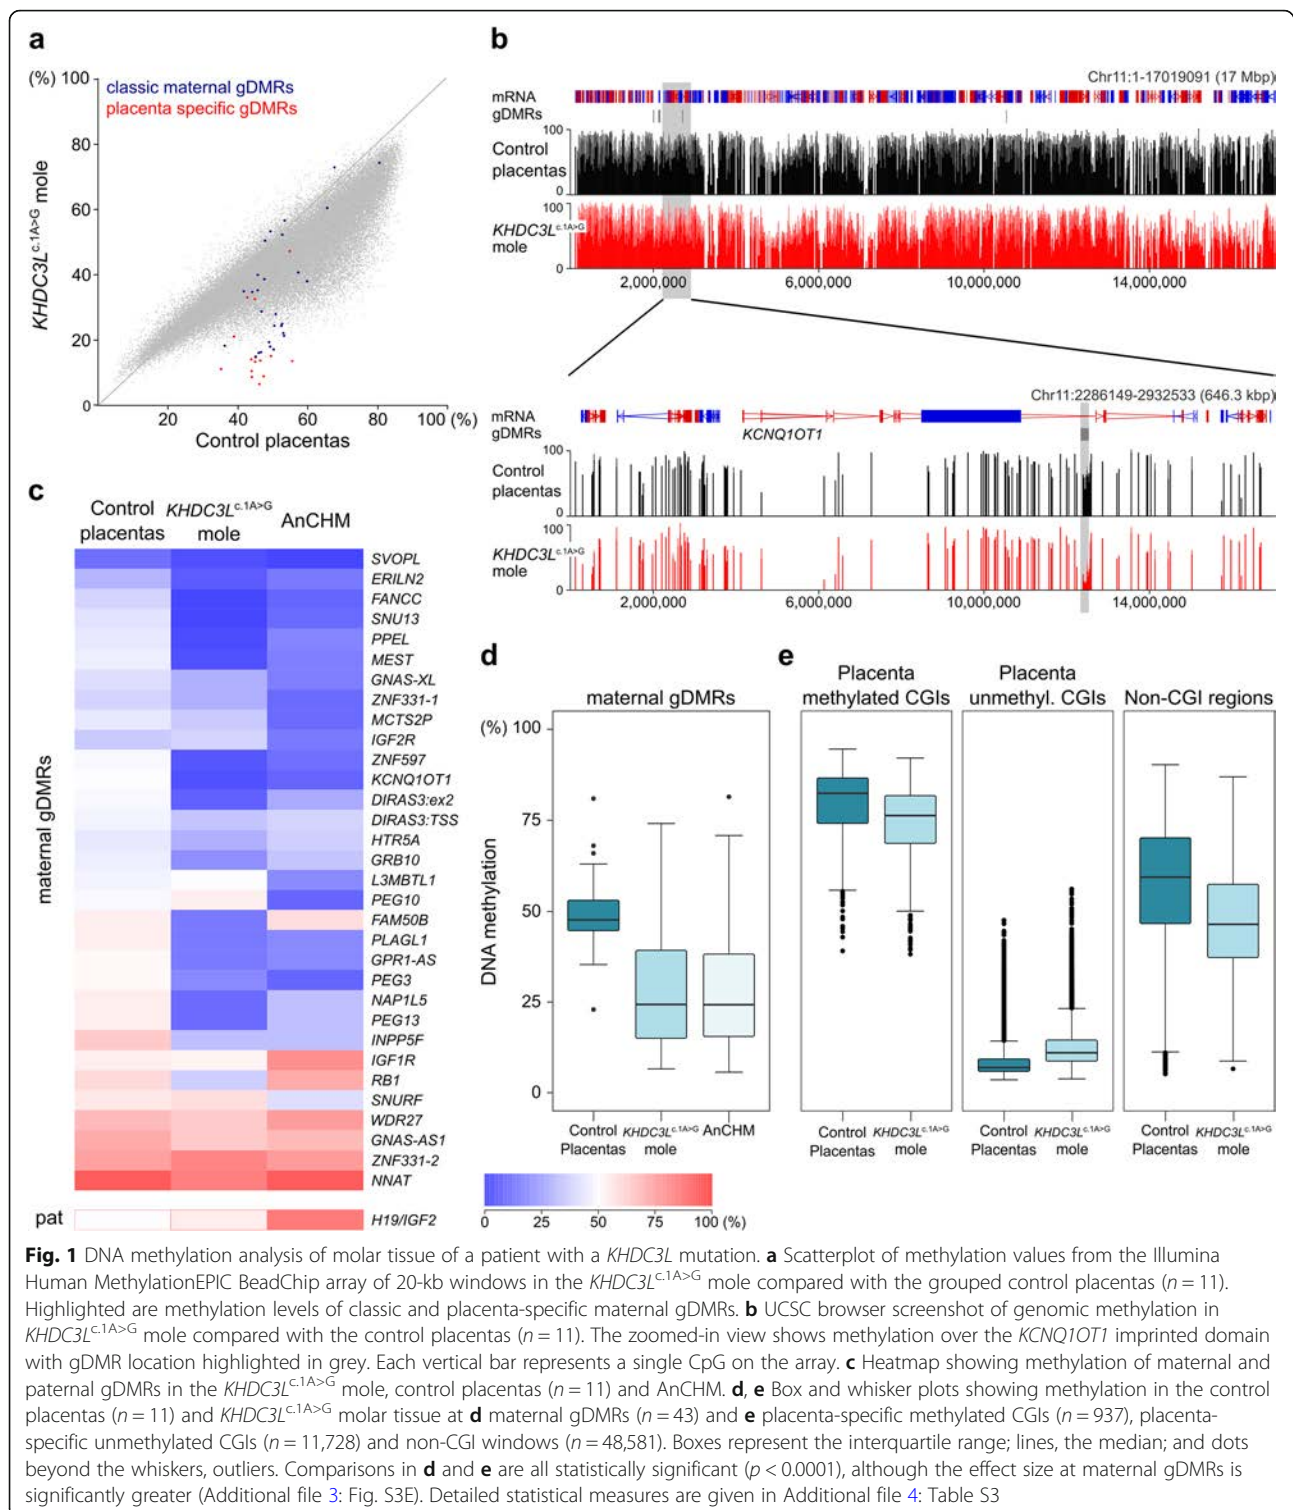 a
(%) 100
classic maternal gDMRs
placenta specific gDMRs
80
60
40
20
0
KHDC3L c.1A>G mole
20 40 60 80 100 (%)
Control placentas
b
Chr11:1-17019091 (17 Mbp)
mRNA
gDMRs
100
Control
placentas
0
100
KHDC3L c.1A>G
mole
0
2,000,000 6,000,000 10,000,000 14,000,000
Chr11:2286149-2932533 (646.3 kbp)
mRNA
gDMRs
KCNQ1OT1
100
Control
placentas
0
100
KHDC3L c.1A>G
mole
0
2,000,000 6,000,000 10,000,000 14,000,000
c
Control
placentas
KHDC3L c.1A>G
mole
AnCHM
maternal gDMRs
SVOPL
ERILN2
FANCC
SNU13
PPEL
MEST
GNAS-XL
ZNF331-1
MCTS2P
IGF2R
ZNF597
KCNQ1OT1
DIRAS3:ex2
DIRAS3:TSS
HTR5A
GRB10
L3MBTL1
PEG10
FAM50B
PLAGL1
GPR1-AS
PEG3
NAP1L5
PEG13
INPP5F
IGF1R
RB1
SNURF
WDR27
GNAS-AS1
ZNF331-2
NNAT
pat
H19/IGF2
d
maternal gDMRs
(%) 100
75
50
25
0
DNA methylation
Control
Placentas
KHDC3L c.1A>G
mole
AnCHM
0 25 50 75 100 (%)
e
Placenta
methylated CGIs
Placenta
unmethyl. CGIs
Non-CGI regions
Control
Placentas
KHDC3L c.1A>G
mole
Control
Placentas
KHDC3L c.1A>G
mole
Control
Placentas
KHDC3L c.1A>G
mole
Fig. 1 DNA methylation analysis of molar tissue of a patient with a KHDC3L mutation. a Scatterplot of methylation values from the Illumina
Human MethylationEPIC BeadChip array of 20-kb windows in the KHDC3L c.1A>G mole compared with the grouped control placentas (n = 11).
Highlighted are methylation levels of classic and placenta-specific maternal gDMRs. b UCSC browser screenshot of genomic methylation in
KHDC3L c.1A>G mole compared with the control placentas (n = 11). The zoomed-in view shows methylation over the KCNQ1OT1 imprinted domain
with gDMR location highlighted in grey. Each vertical bar represents a single CpG on the array. c Heatmap showing methylation of maternal and
paternal gDMRs in the KHDC3L c.1A>G mole, control placentas (n = 11) and AnCHM. d, e Box and whisker plots showing methylation in the control
placentas (n = 11) and KHDC3L c.1A>G molar tissue at d maternal gDMRs (n = 43) and e placenta-specific methylated CGIs (n = 937), placenta-
specific unmethylated CGIs (n = 11,728) and non-CGI windows (n = 48,581). Boxes represent the interquartile range; lines, the median; and dots
beyond the whiskers, outliers. Comparisons in d and e are all statistically significant (p < 0.0001), although the effect size at maternal gDMRs is
significantly greater (Additional file 3: Fig. S3E). Detailed statistical measures are given in Additional file 4: Table S3